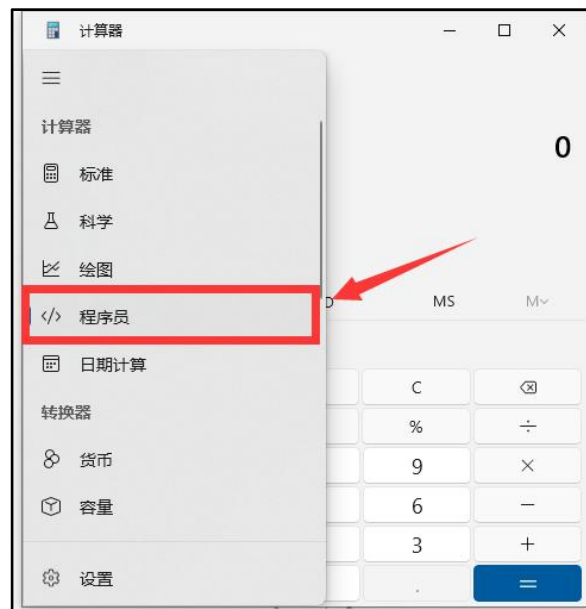 计算器
计算器
0
标准
科学
绘图
MS
M
程序员
日期计算
C
转换器
%
÷
货币
9
×
容量
6
−
3
+
设置
.
=